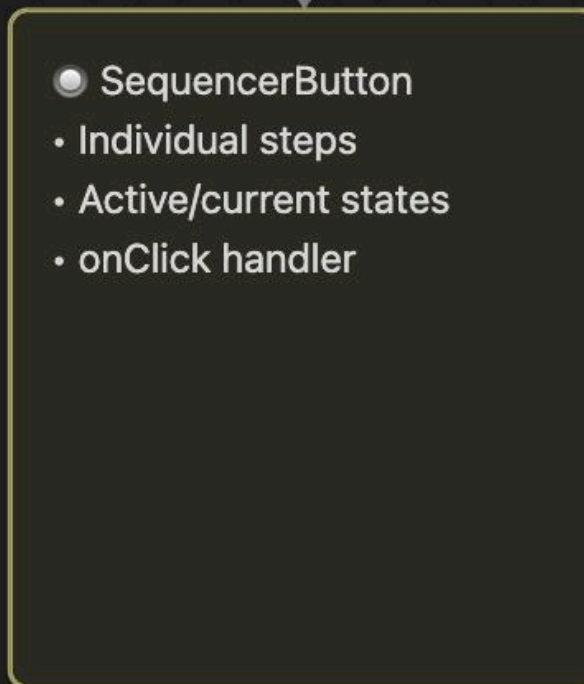 🔘 SequencerButton
• Individual steps
• Active/current states
• onClick handler